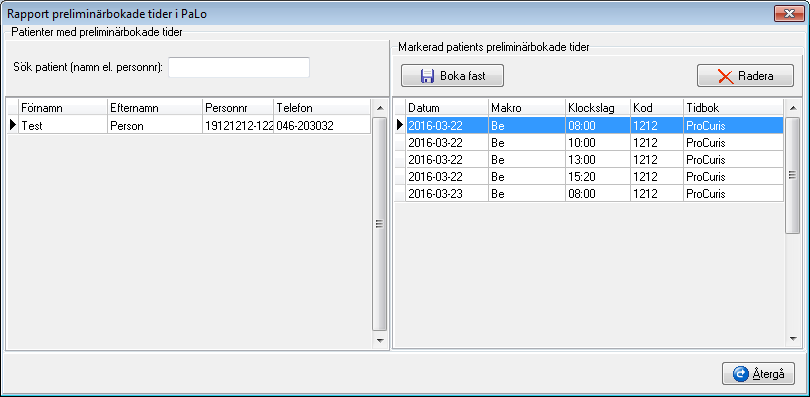 Rapport preliminärbokade tider i PaLo
Patienter med preliminärbokade tider
Sök patient (namn el. personnr):
Förnamn Efternamn Personnr Telefon
Test Person 19121212-122 046-203032
Markerad patients preliminärbokade tider
Boka fast Radera
Datum Makro Klockslag Kod Tidbok
2016-03-22 Be 08:00 1212 ProCuris
2016-03-22 Be 10:00 1212 ProCuris
2016-03-22 Be 13:00 1212 ProCuris
2016-03-22 Be 15:20 1212 ProCuris
2016-03-23 Be 08:00 1212 ProCuris
Återgå